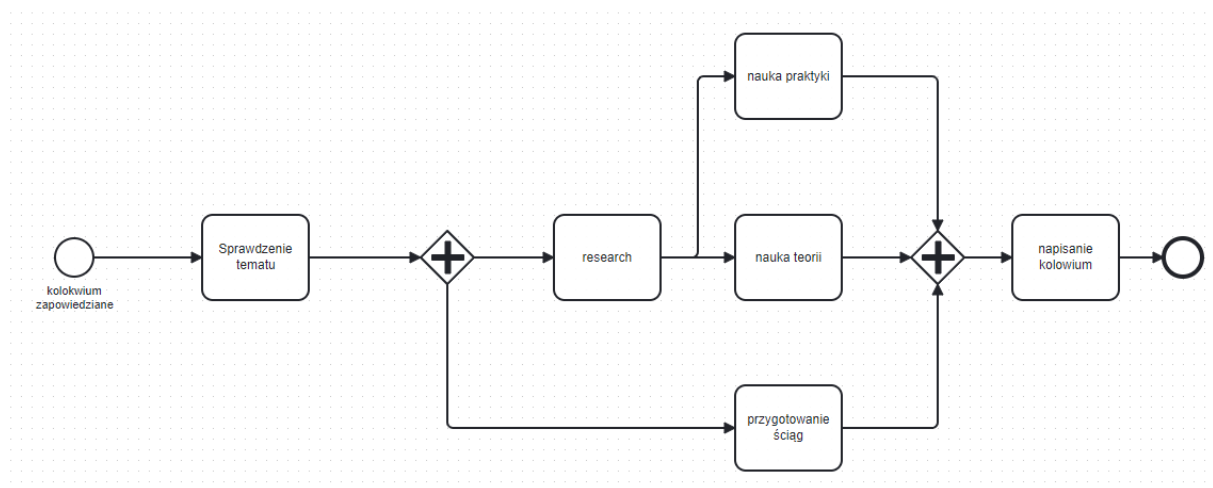 nauka praktyki
Sprawdzenie
tematu
research
nauka teorii
napisanie
kolowium
kolokwium
zapowiedziane
przygotowanie
ściąg